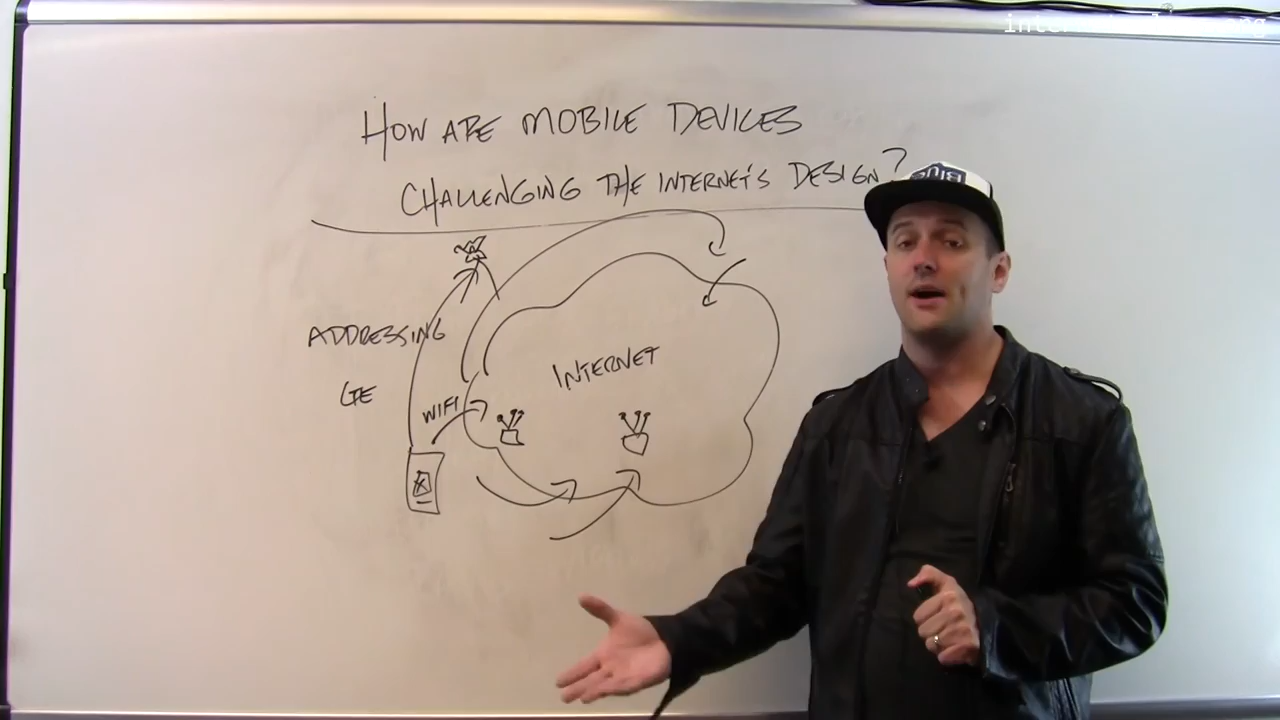 HOW ARE MOBILE DEVICES
CHALLENGING THE INTERNET'S DESIGN?
ADDRESSING
LTE
WIFI
INTERNET